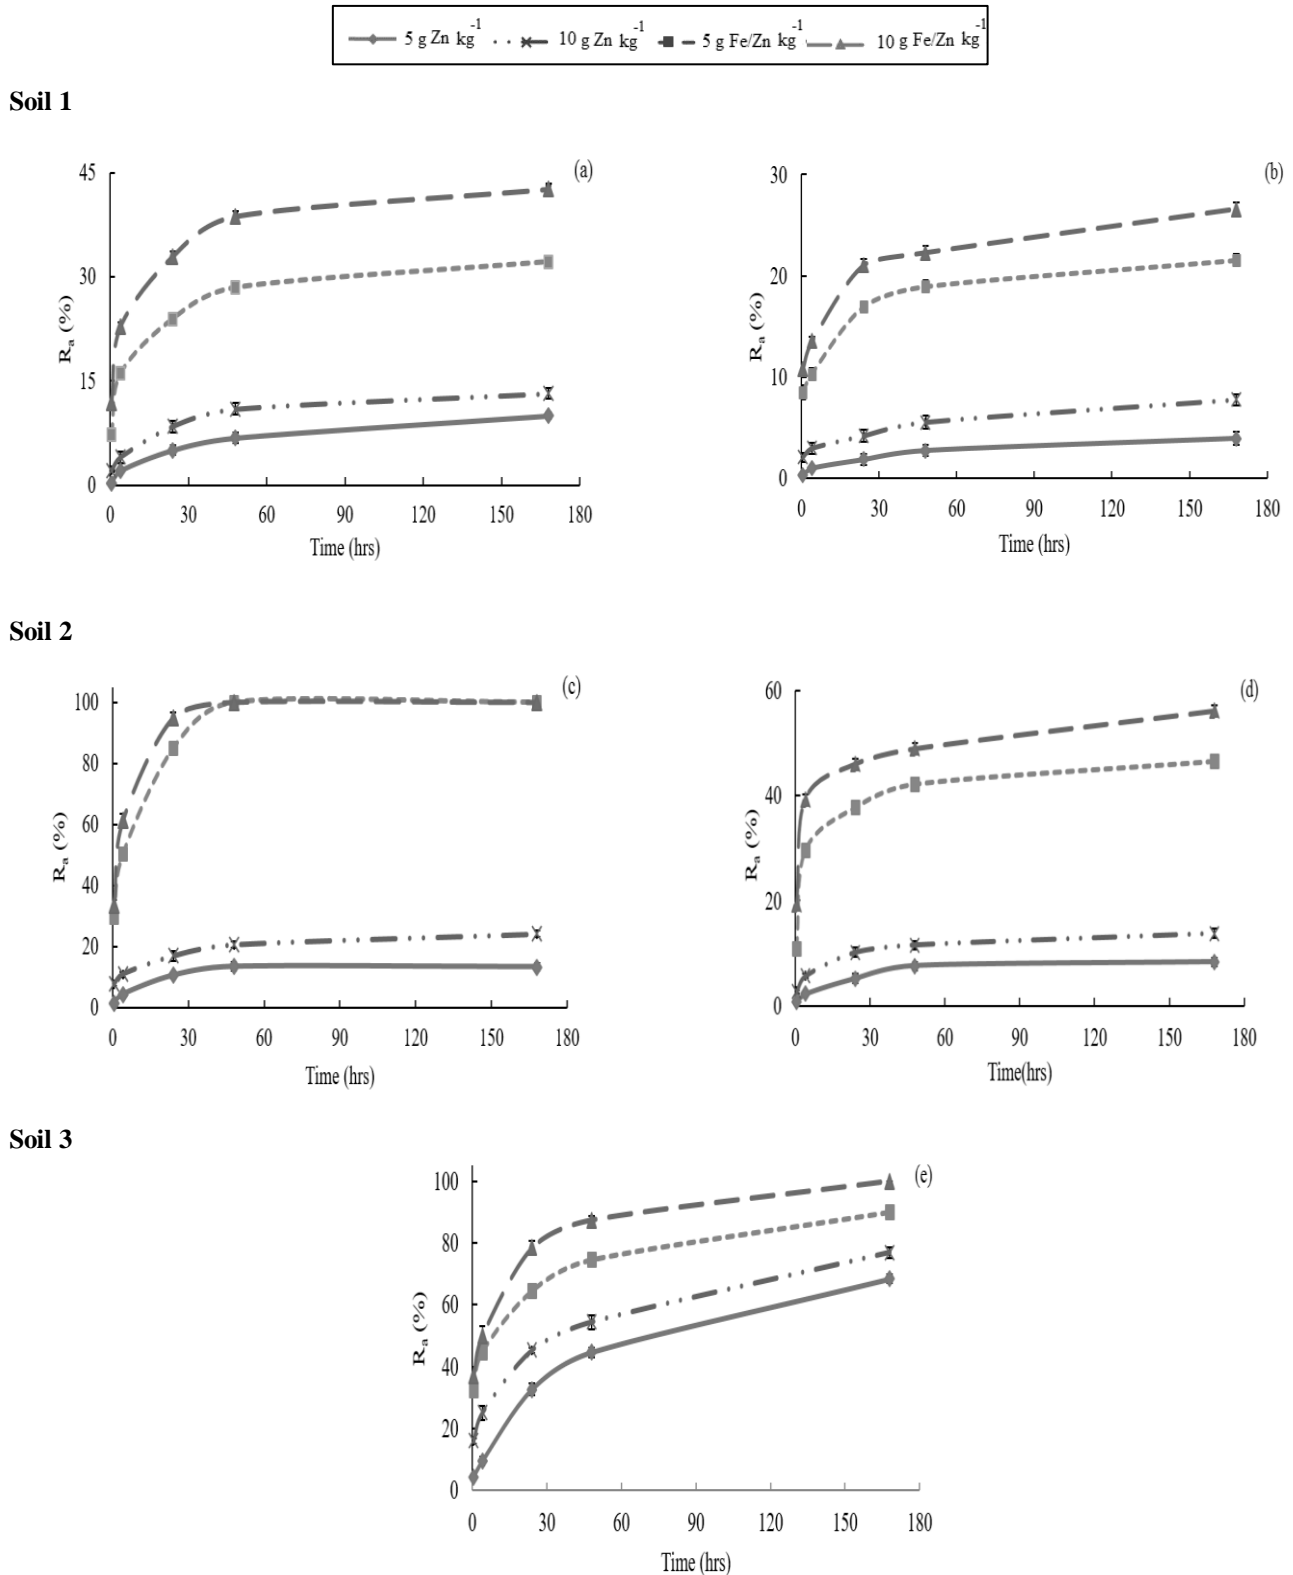 5 g Zn kg-1 10 g Zn kg-1 5 g Fe/Zn kg-1 10 g Fe/Zn kg-1
Soil 1
(a)
45
30
15
0
Ra (%)
0 30 60 90 120 150 180
Time (hrs)
(b)
30
20
10
0
Ra (%)
0 30 60 90 120 150 180
Time (hrs)
Soil 2
(c)
100
80
60
40
20
0
Ra (%)
0 30 60 90 120 150 180
Time (hrs)
(d)
60
40
20
0
Ra (%)
0 30 60 90 120 150 180
Time(hrs)
Soil 3
(e)
100
80
60
40
20
0
Ra (%)
0 30 60 90 120 150 180
Time (hrs)